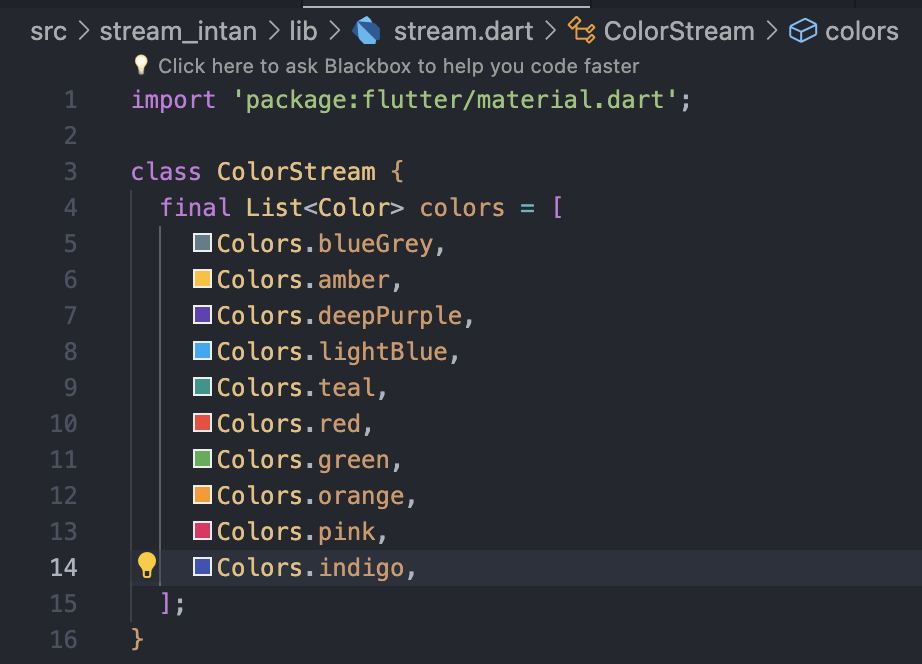 src > stream_intan > lib > stream.dart > ColorStream > colors
Click here to ask Blackbox to help you code faster
1 import 'package:flutter/material.dart';
2
3 class ColorStream {
4 final List<Color> colors = [
5 Colors.blueGrey,
6 Colors.amber,
7 Colors.deepPurple,
8 Colors.lightBlue,
9 Colors.teal,
10 Colors.red,
11 Colors.green,
12 Colors.orange,
13 Colors.pink,
14 Colors.indigo,
15 ];
16 }